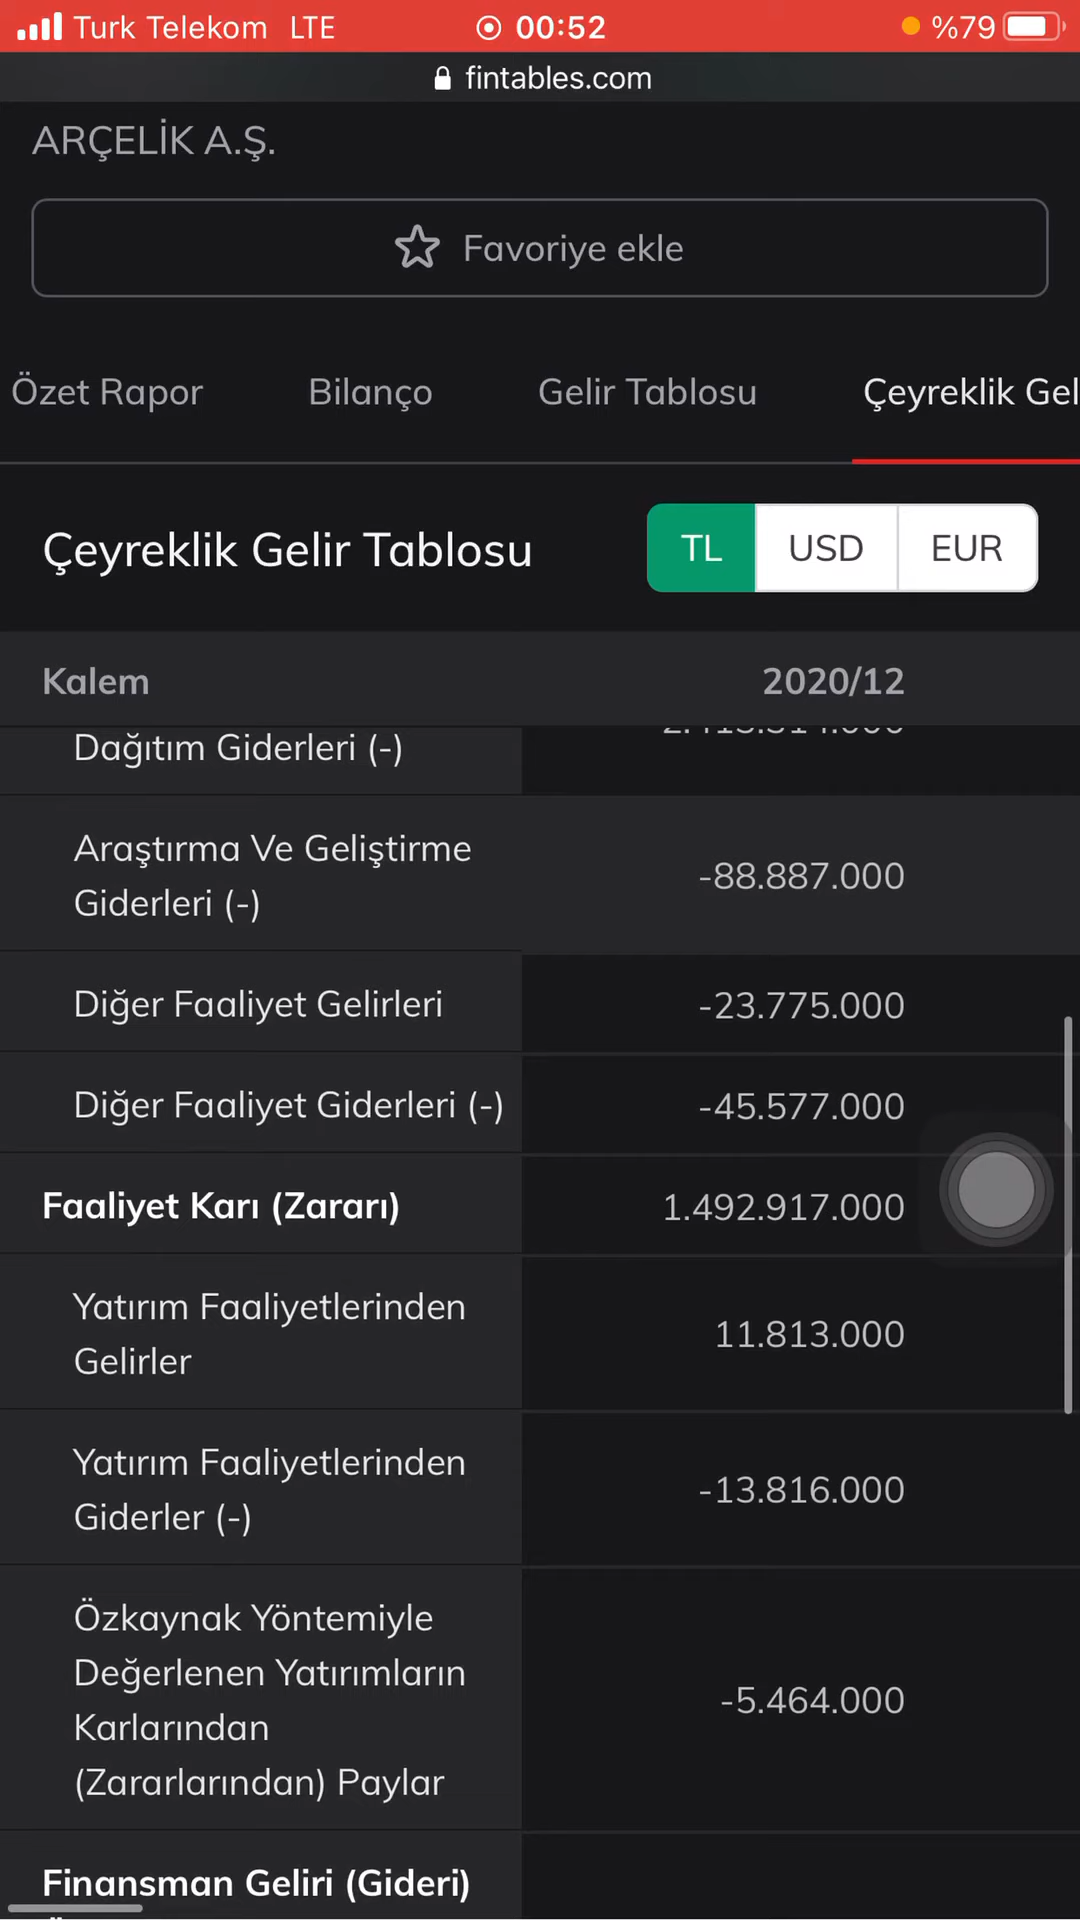 Turk Telekom LTE 00:52 %79
fintables.com
ARÇELİK A.Ş.
Favoriye ekle
Özet Rapor Bilanço Gelir Tablosu Çeyreklik Gel
Çeyreklik Gelir Tablosu TL USD EUR
Kalem 2020/12
Dağıtım Giderleri (-)
Araştırma Ve Geliştirme
Giderleri (-)
-88.887.000
Diğer Faaliyet Gelirleri -23.775.000
Diğer Faaliyet Giderleri (-) -45.577.000
Faaliyet Karı (Zararı) 1.492.917.000
Yatırım Faaliyetlerinden
Gelirler
11.813.000
Yatırım Faaliyetlerinden
Giderler (-)
-13.816.000
Özkaynak Yöntemiyle
Değerlenen Yatırımların
Karlarından
(Zararlarından) Paylar
-5.464.000
Finansman Geliri (Gideri)